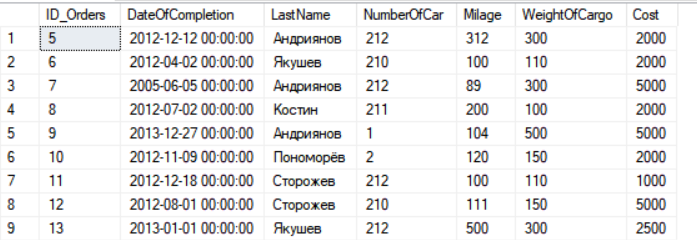 ID_Orders DateOfCompletion LastName NumberOfCar Milage WeightOfCargo Cost
1 5 2012-12-12 00:00:00 Андриянов 212 312 300 2000
2 6 2012-04-02 00:00:00 Якушев 210 100 110 2000
3 7 2005-06-05 00:00:00 Андриянов 212 89 300 5000
4 8 2012-07-02 00:00:00 Костин 211 200 100 2000
5 9 2013-12-27 00:00:00 Андриянов 1 104 500 5000
6 10 2012-11-09 00:00:00 Пономорёв 2 120 150 2000
7 11 2012-12-18 00:00:00 Сторожев 212 100 110 1000
8 12 2012-08-01 00:00:00 Сторожев 210 111 150 5000
9 13 2013-01-01 00:00:00 Якушев 212 500 300 2500